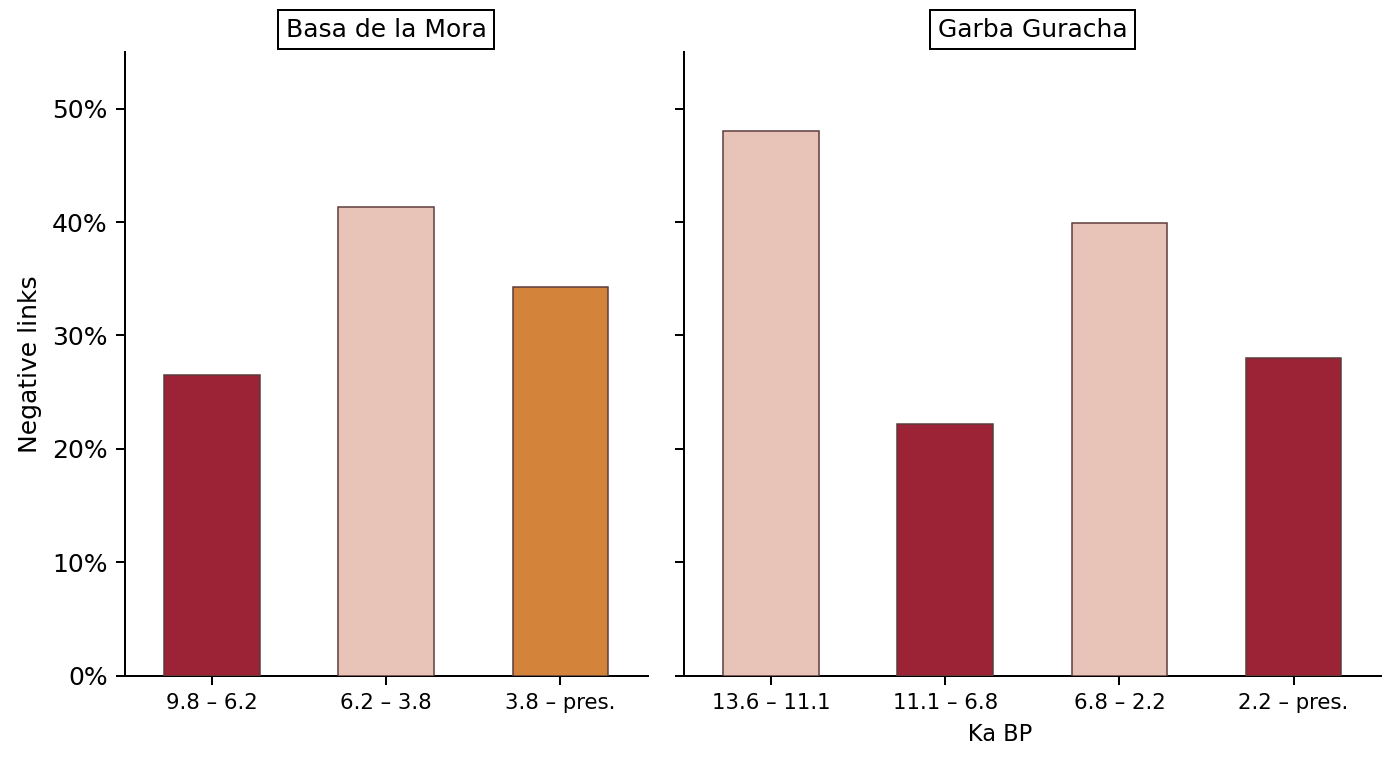 Basa de la Mora
Garba Guracha
50%
40%
30%
20%
10%
0%
Negative links
9.8 – 6.2
6.2 – 3.8
3.8 – pres.
13.6 – 11.1
11.1 – 6.8
6.8 – 2.2
2.2 – pres.
Ka BP